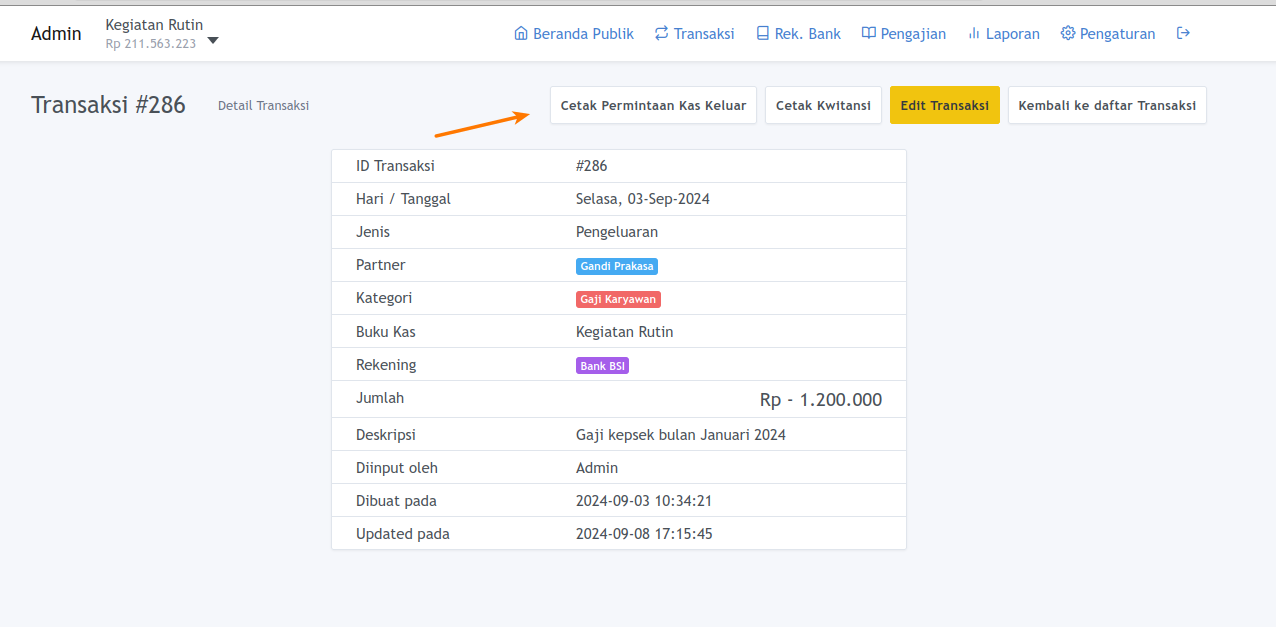 Admin
Kegiatan Rutin
Rp 211.563.223
Beranda Publik Transaksi Rek. Bank Pengajian Laporan Pengaturan
Transaksi #286 Detail Transaksi
Cetak Permintaan Kas Keluar Cetak Kwitansi Edit Transaksi Kembali ke daftar Transaksi
ID Transaksi #286
Hari / Tanggal Selasa, 03-Sep-2024
Jenis Pengeluaran
Partner Gandi Prakasa
Kategori Gaji Karyawan
Buku Kas Kegiatan Rutin
Rekening Bank BSI
Jumlah Rp - 1.200.000
Deskripsi Gaji kepsek bulan Januari 2024
Diinput oleh Admin
Dibuat pada 2024-09-03 10:34:21
Updated pada 2024-09-08 17:15:45